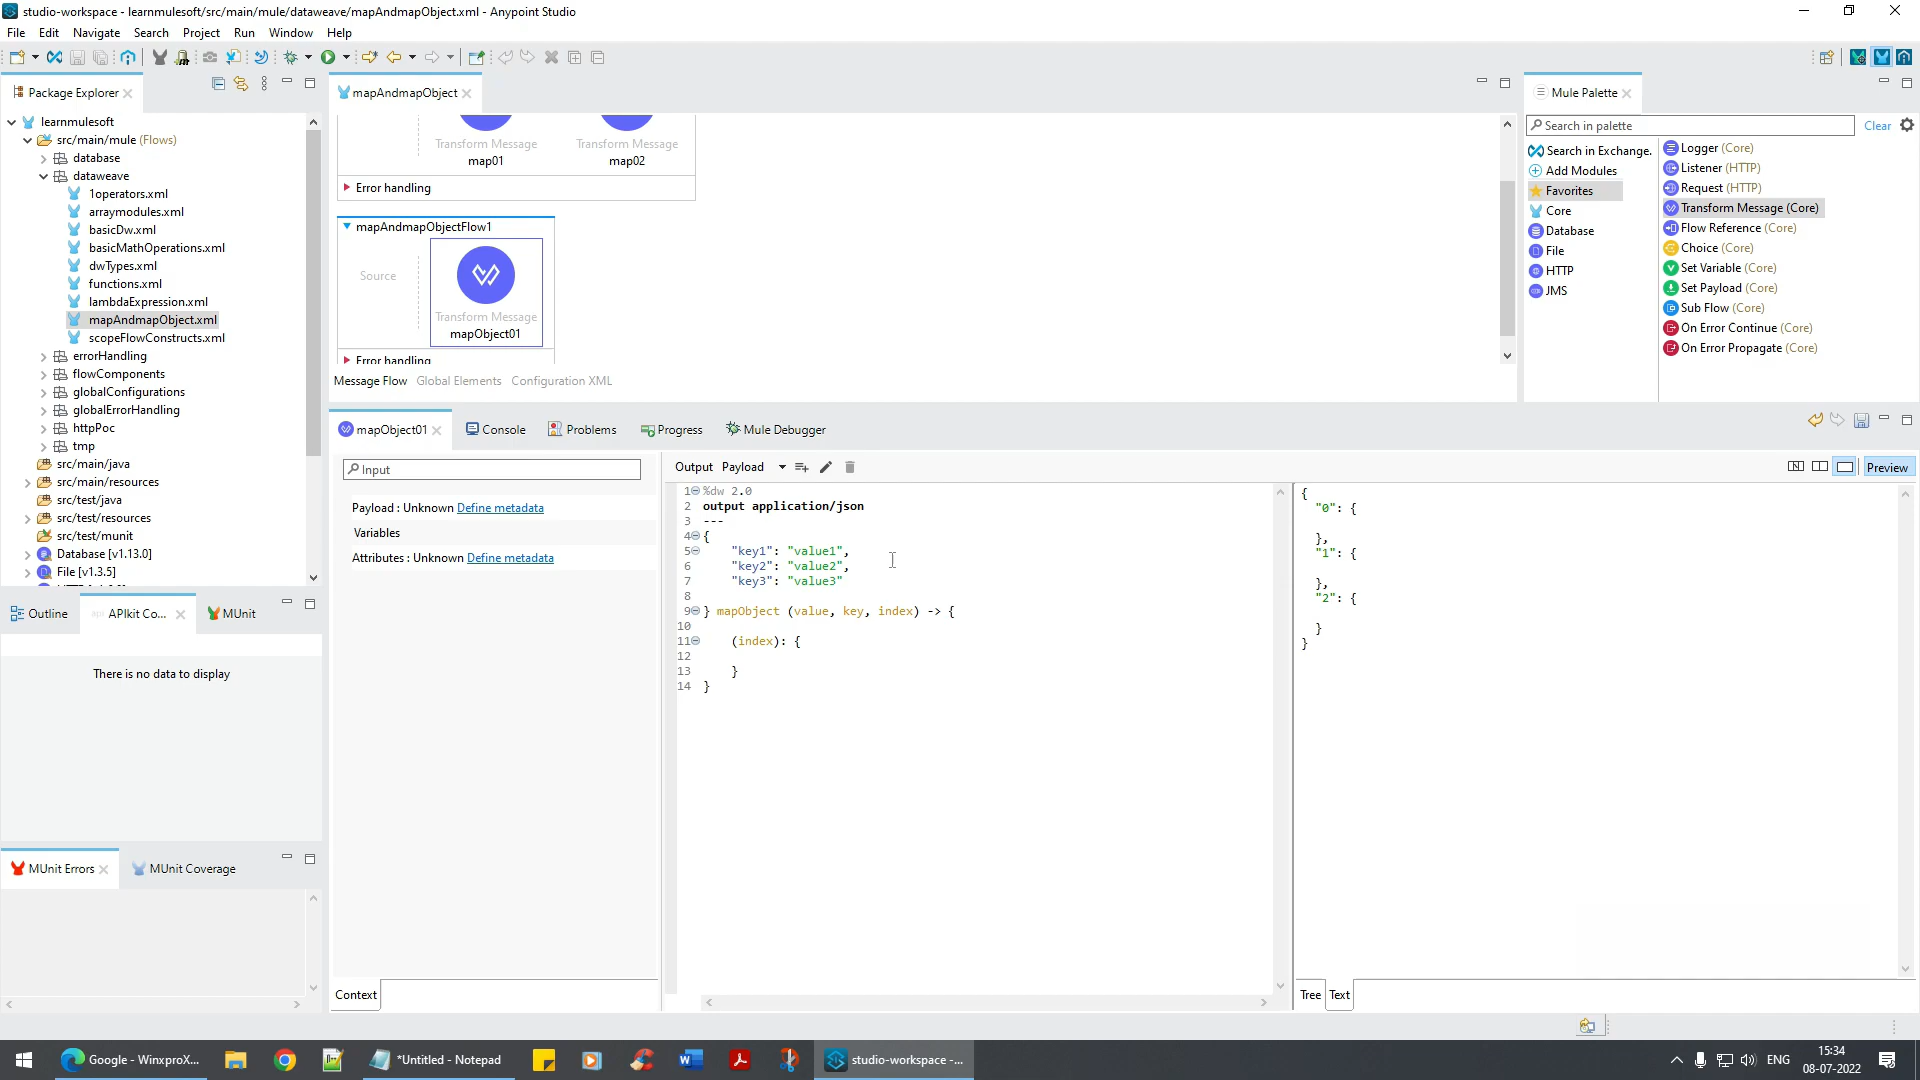 studio-workspace - learnmulesoft/src/main/mule/dataweave/mapAndmapObject.xml - Anypoint Studio
File Edit Navigate Search Project Run Window Help
Package Explorer
learnmulesoft
src/main/mule (Flows)
database
dataweave
1operators.xml
arraymodules.xml
basicDw.xml
basicMathOperations.xml
dwTypes.xml
functions.xml
lambdaExpression.xml
mapAndmapObject.xml
scopeFlowConstructs.xml
errorHandling
flowComponents
globalConfigurations
globalErrorHandling
httpPoc
tmp
src/main/java
src/main/resources
src/test/java
src/test/resources
src/test/munit
Database [v1.13.0]
File [v1.3.5]
Outline
APIkit Co...
MUnit
There is no data to display
MUnit Errors
MUnit Coverage
mapAndmapObject
Transform Message
map01
Transform Message
map02
Error handling
mapAndmapObjectFlow1
Source
Transform Message
mapObject01
Error handling
Message Flow Global Elements Configuration XML
Mule Palette
Search in palette
Clear
Search in Exchange.
Add Modules
Favorites
Core
Database
File
HTTP
JMS
Logger (Core)
Listener (HTTP)
Request (HTTP)
Transform Message (Core)
Flow Reference (Core)
Choice (Core)
Set Variable (Core)
Set Payload (Core)
Sub Flow (Core)
On Error Continue (Core)
On Error Propagate (Core)
mapObject01
Console
Problems
Progress
Mule Debugger
Input
Payload : Unknown Define metadata
Variables
Attributes : Unknown Define metadata
Context
Output Payload
Preview
1 %dw 2.0
2 output application/json
3 ---
4 {
5 "key1": "value1",
6 "key2": "value2",
7 "key3": "value3"
8
9 } mapObject (value, key, index) -> {
10
11 (index): {
12
13 }
14 }
{
"0": {
},
"1": {
},
"2": {
}
}
Tree Text
Google - WinxproX...
*Untitled - Notepad
studio-workspace -...
ENG
15:34
08-07-2022